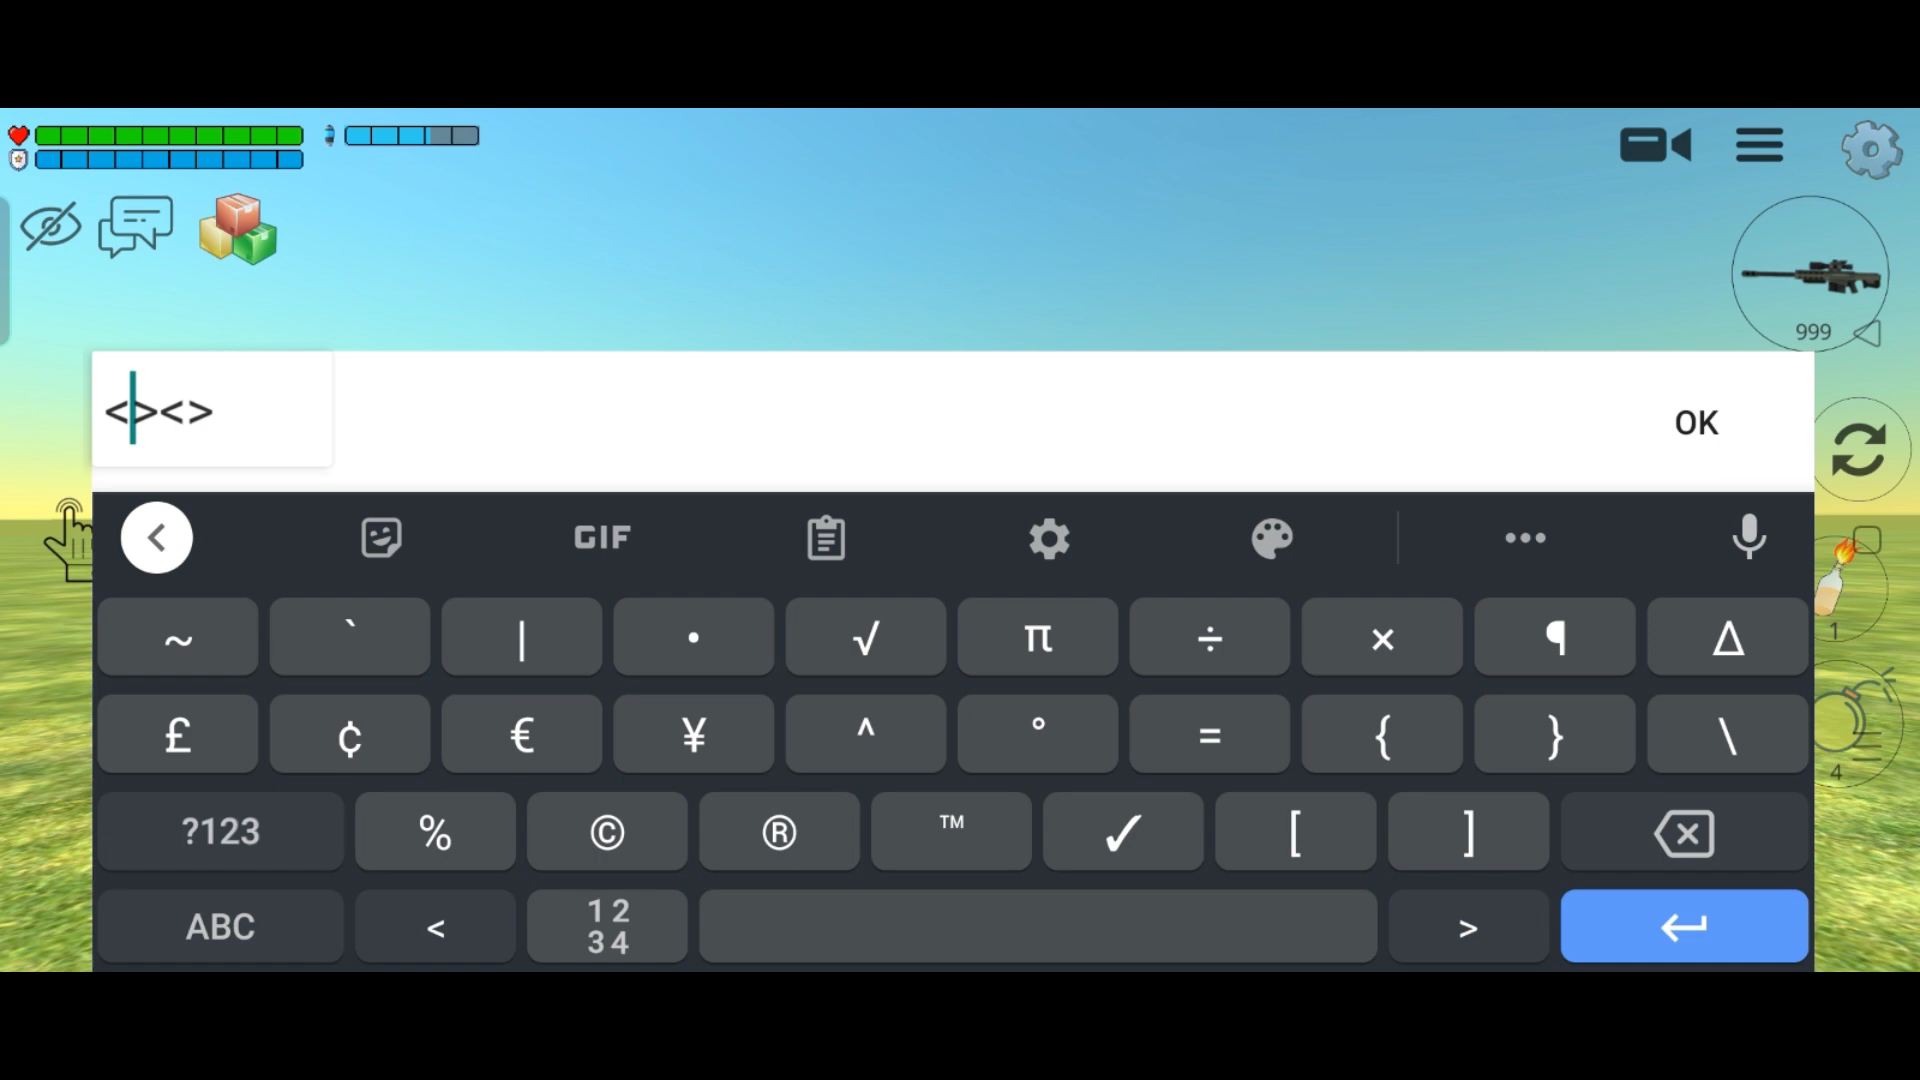 999
<><>
OK
GIF
~ ` | • √ π ÷ × ¶ Δ
1
£ ¢ € ¥ ^ ° = { } \
4
?123 % © ® ™ ✓ [ ]
ABC < 1 2 >
3 4